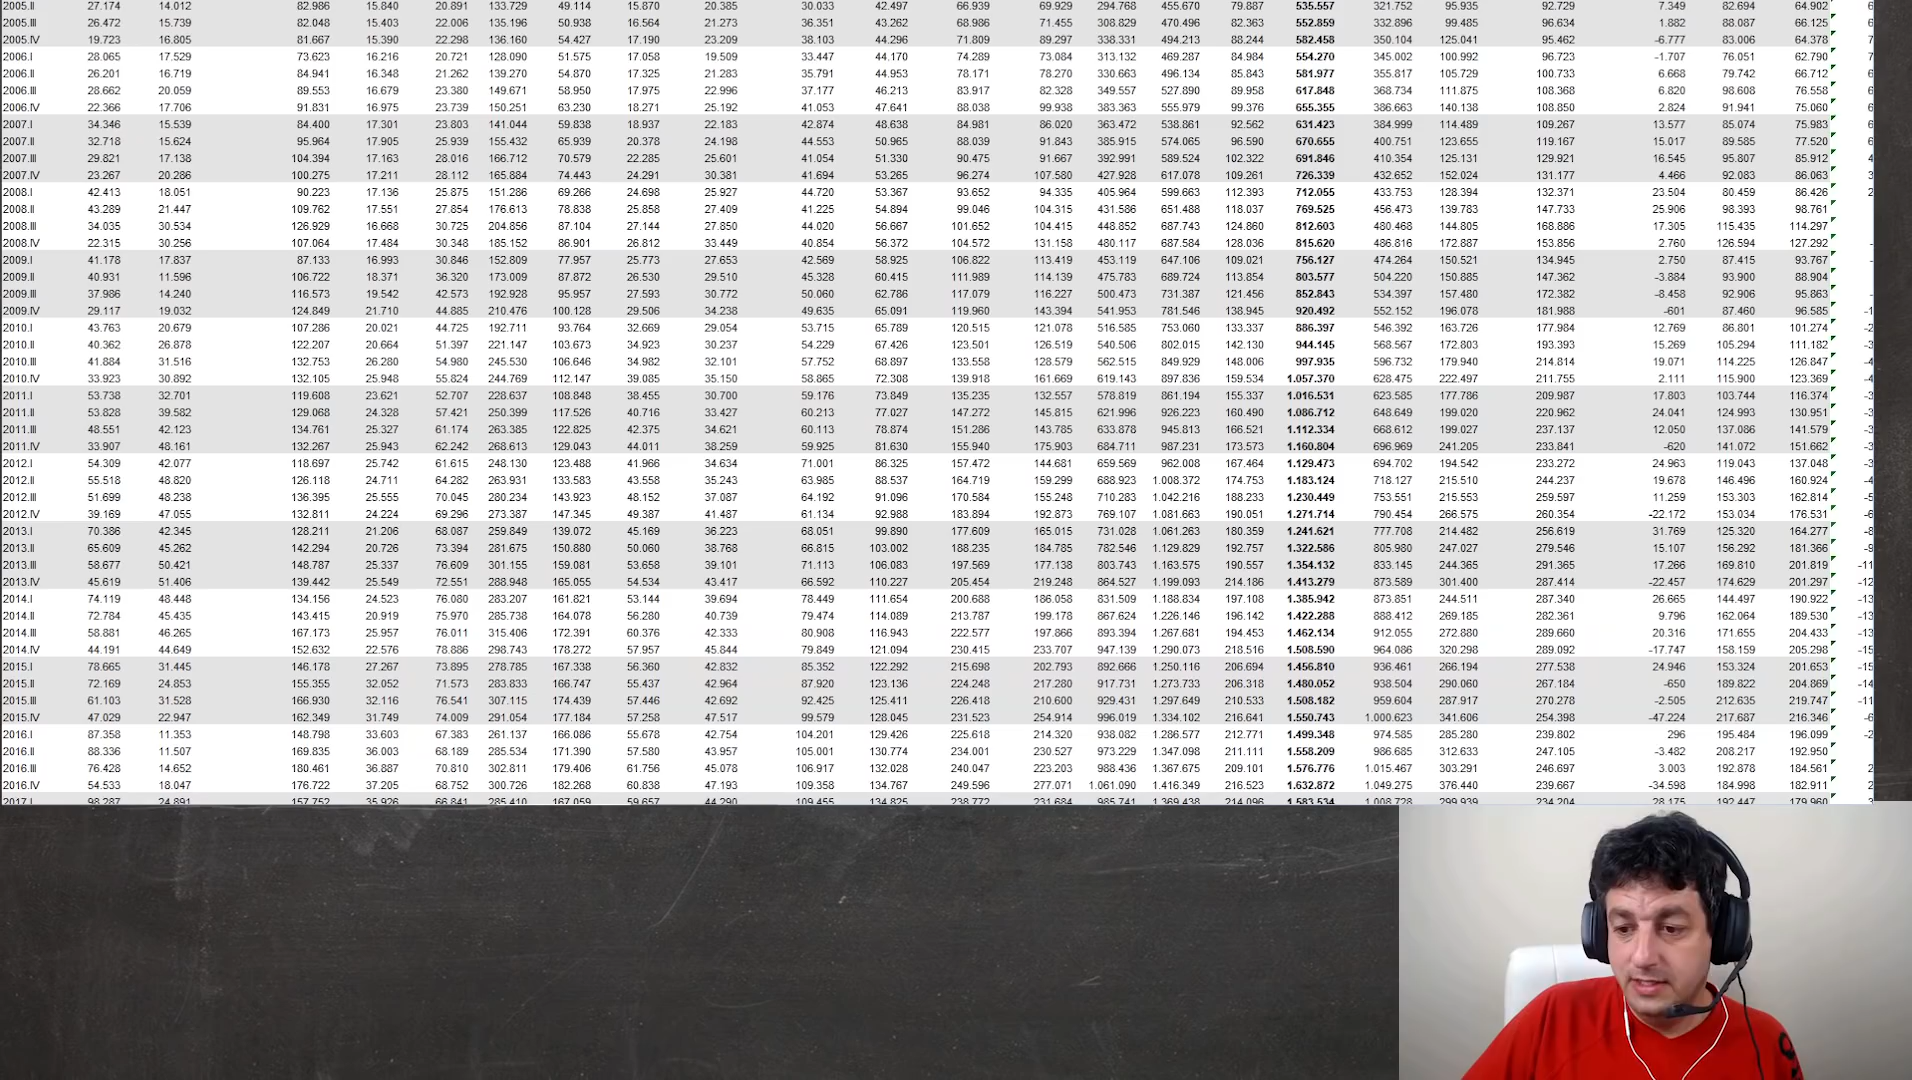 2005.II 27.174 14.012 82.986 15.840 20.891 133.729 49.114 15.870 20.385 30.033 42.497 66.939 69.929 294.768 455.670 79.887 535.557 321.752 95.935 92.729 7.349 82.694 64.902 6
26.472 15.739 82.048 15.403 22.006 135.196 50.938 16.564 21.273 36.351 43.262 68.986 71.455 308.829 470.496 82.363 552.859 332.896 99.485 96.634 1.882 88.087 66.125 6
2005.IV 19.723 16.805 81.667 15.390 22.298 136.160 54.427 17.190 23.209 38.103 44.296 71.809 89.297 338.331 494.213 88.244 582.458 350.104 125.041 95.462 -6.777 83.006 64.378 7
2006.I 28.065 17.529 73.623 16.216 20.721 128.090 51.575 17.058 19.509 33.447 44.170 74.289 73.084 313.132 469.287 84.984 554.270 345.002 100.992 96.723 -1.707 76.051 62.790 7
2006.II 26.201 16.719 84.941 16.348 21.262 139.270 54.870 17.325 21.283 35.791 44.953 78.171 78.270 330.663 496.134 85.843 581.977 355.817 105.729 100.733 6.668 79.742 66.712 6
2006.III 28.662 20.059 89.553 16.679 23.380 149.671 58.950 17.975 22.996 37.177 46.213 83.917 82.328 349.557 527.890 89.958 617.848 368.734 111.875 108.368 6.820 98.608 76.558 6
2006.IV 22.366 17.706 91.831 16.975 23.739 150.251 63.230 18.271 25.192 41.053 47.641 88.038 99.938 383.363 555.979 99.376 655.355 386.663 140.138 108.850 2.824 91.941 75.060 6
2007.I 34.346 15.539 84.400 17.301 23.803 141.044 59.838 18.937 22.183 42.874 48.638 84.981 86.020 363.472 538.861 92.562 631.423 384.999 114.489 109.267 13.577 85.074 75.983 6
2007.II 32.718 15.624 95.964 17.905 25.939 155.432 65.939 20.378 24.198 44.553 50.965 88.039 91.843 385.915 574.065 96.590 670.655 400.751 123.655 119.167 15.017 89.585 77.520 6
2007.III 29.821 17.138 104.394 17.163 28.016 166.712 70.579 22.285 25.601 41.054 51.330 90.475 91.667 392.991 589.524 102.322 691.846 410.354 125.131 129.921 16.545 95.807 85.912 4
2007.IV 23.267 20.286 100.275 17.211 28.112 165.884 74.443 24.291 30.381 41.694 53.265 96.274 107.580 427.928 617.078 109.261 726.339 432.652 152.024 131.177 4.466 92.083 86.063 3
2008.I 42.413 18.051 90.223 17.136 25.875 151.286 69.266 24.698 25.927 44.720 53.367 93.652 94.335 405.964 599.663 112.393 712.055 433.753 128.394 132.371 23.504 80.459 86.426 2
2008.II 43.289 21.447 109.762 17.551 27.854 176.613 78.838 25.858 27.409 41.225 54.894 99.046 104.315 431.586 651.488 118.037 769.525 456.473 139.783 147.733 25.906 98.393 98.761
2008.III 34.035 30.534 126.929 16.668 30.725 204.856 87.104 27.144 27.850 44.020 56.667 101.652 104.415 448.852 687.743 124.860 812.603 480.468 144.805 168.886 17.305 115.435 114.297
2008.IV 22.315 30.256 107.064 17.484 30.348 185.152 86.901 26.812 33.449 40.854 56.372 104.572 131.158 480.117 687.584 128.036 815.620 486.816 172.887 153.856 2.760 126.594 127.292 -
2009.I 41.178 17.837 87.133 16.993 30.846 152.809 77.957 25.773 27.653 42.569 58.925 106.822 113.419 453.119 647.106 109.021 756.127 474.264 150.521 134.945 2.750 87.415 93.767 -
2009.II 40.931 11.596 106.722 18.371 36.320 173.009 87.872 26.530 29.510 45.328 60.415 111.989 114.139 475.783 689.724 113.854 803.577 504.220 150.885 147.362 -3.884 93.900 88.904
2009.III 37.986 14.240 116.573 19.542 42.573 192.928 95.957 27.593 30.772 50.060 62.786 117.079 116.227 500.473 731.387 121.456 852.843 534.397 157.480 172.382 -8.458 92.906 95.863 -
2009.IV 29.117 19.032 124.849 21.710 44.885 210.476 100.128 29.506 34.238 49.635 65.091 119.960 143.394 541.953 781.546 138.945 920.492 552.152 196.078 181.988 -601 87.460 96.585 -1
2010.I 43.763 20.679 107.286 20.021 44.725 192.711 93.764 32.669 29.054 53.715 65.789 120.515 121.078 516.585 753.060 133.337 886.397 546.392 163.726 177.984 12.769 86.801 101.274 -2
2010.II 40.362 26.878 122.207 20.664 51.397 221.147 103.673 34.923 30.237 54.229 67.426 123.501 126.519 540.506 802.015 142.130 944.145 568.567 172.803 193.393 15.269 105.294 111.182 -3
2010.III 41.884 31.516 132.753 26.280 54.980 245.530 106.646 34.982 32.101 57.752 68.897 133.558 128.579 562.515 849.929 148.006 997.935 596.732 179.940 214.814 19.071 114.225 126.847 -4
2010.IV 33.923 30.892 132.105 25.948 55.824 244.769 112.147 39.085 35.150 58.865 72.308 139.918 161.669 619.143 897.836 159.534 1.057.370 628.475 222.497 211.755 2.111 115.900 123.369 -4
2011.I 53.738 32.701 119.608 23.621 52.707 228.637 108.848 38.455 30.700 59.176 73.849 135.235 132.557 578.819 861.194 155.337 1.016.531 623.585 177.786 209.987 17.803 103.744 116.374 -3
2011.II 53.828 39.582 129.068 24.328 57.421 250.399 117.526 40.716 33.427 60.213 77.027 147.272 145.815 621.996 926.223 160.490 1.086.712 648.649 199.020 220.962 24.041 124.993 130.951 -3
2011.III 48.551 42.123 134.761 25.327 61.174 263.385 122.825 42.375 34.621 60.113 78.874 151.286 143.785 633.878 945.813 166.521 1.112.334 668.612 199.027 237.137 12.050 137.086 141.579 -3
2011.IV 33.907 48.161 132.267 25.943 62.242 268.613 129.043 44.011 38.259 59.925 81.630 155.940 175.903 684.711 987.231 173.573 1.160.804 696.969 241.205 233.841 -620 141.072 151.662 -3
2012.I 54.309 42.077 118.697 25.742 61.615 248.130 123.488 41.966 34.634 71.001 86.325 157.472 144.681 659.569 962.008 167.464 1.129.473 694.702 194.542 233.272 24.963 119.043 137.048 -3
2012.II 55.518 48.820 126.118 24.711 64.282 263.931 133.583 43.558 35.243 63.985 88.537 164.719 159.299 688.923 1.008.372 174.753 1.183.124 718.127 215.510 244.237 19.678 146.496 160.924 -4
2012.III 51.699 48.238 136.395 25.555 70.045 280.234 143.923 48.152 37.087 64.192 91.096 170.584 155.248 710.283 1.042.216 188.233 1.230.449 753.551 215.553 259.597 11.259 153.303 162.814 -5
2012.IV 39.169 47.055 132.811 24.224 69.296 273.387 147.345 49.387 41.487 61.134 92.988 183.894 192.873 769.107 1.081.663 190.051 1.271.714 790.454 266.575 260.354 -22.172 153.034 176.531 -6
2013.I 70.386 42.345 128.211 21.206 68.087 259.849 139.072 45.169 36.223 68.051 99.890 177.609 165.015 731.028 1.061.263 180.359 1.241.621 777.708 214.482 256.619 31.769 125.320 164.277 -8
2013.II 65.609 45.262 142.294 20.726 73.394 281.675 150.880 50.060 38.768 66.815 103.002 188.235 184.785 782.546 1.129.829 192.757 1.322.586 805.980 247.027 279.546 15.107 156.292 181.366 -9
2013.III 58.677 50.421 148.787 25.337 76.609 301.155 159.081 53.658 39.101 71.113 106.083 197.569 177.138 803.743 1.163.575 190.557 1.354.132 833.145 244.365 291.365 17.266 169.810 201.819 -11
2013.IV 45.619 51.406 139.442 25.549 72.551 288.948 165.055 54.534 43.417 66.592 110.227 205.454 219.248 864.527 1.199.093 214.186 1.413.279 873.589 301.400 287.414 -22.457 174.629 201.297 -12
2014.I 74.119 48.448 134.156 24.523 76.080 283.207 161.821 53.144 39.694 78.449 111.654 200.688 186.058 831.509 1.188.834 197.108 1.385.942 873.851 244.511 287.340 26.665 144.497 190.922 -13
2014.II 72.784 45.435 143.415 20.919 75.970 285.738 164.078 56.280 40.739 79.474 114.089 213.787 199.178 867.624 1.226.146 196.142 1.422.288 888.412 269.185 282.361 9.796 162.064 189.530 -13
2014.III 58.881 46.265 167.173 25.957 76.011 315.406 172.391 60.376 42.333 80.908 116.943 222.577 197.866 893.394 1.267.681 194.453 1.462.134 912.055 272.880 289.660 20.316 171.655 204.433 -13
2014.IV 44.191 44.649 152.632 22.576 78.886 298.743 178.272 57.957 45.844 79.849 121.094 230.415 233.707 947.139 1.290.073 218.516 1.508.590 964.086 320.298 289.092 -17.747 158.159 205.298 -13
2015.I 78.665 31.445 146.178 27.267 73.895 278.785 167.338 56.360 42.832 85.352 122.292 215.698 202.793 892.666 1.250.116 206.694 1.456.810 936.461 266.194 277.538 24.946 153.324 201.653 -15
2015.II 72.169 24.853 155.355 32.052 71.573 283.833 166.747 55.437 42.964 87.920 123.136 224.248 217.280 917.731 1.273.733 206.318 1.480.052 938.504 290.060 267.184 -650 189.822 204.869 -14
2015.III 61.103 31.528 166.930 32.116 76.541 307.115 174.439 57.446 42.692 92.425 125.411 226.418 210.600 929.431 1.297.649 210.533 1.508.182 959.604 287.917 270.278 -2.505 212.635 219.747 -11
2015.IV 47.029 22.947 162.349 31.749 74.009 291.054 177.184 57.258 47.517 99.579 128.045 231.523 254.914 996.019 1.334.102 216.641 1.550.743 1.000.623 341.606 254.398 -47.224 217.687 216.346 -6
2016.I 87.358 11.353 148.798 33.603 67.383 261.137 166.086 55.678 42.754 104.201 129.426 225.618 214.320 938.082 1.286.577 212.771 1.499.348 974.585 285.280 239.802 296 195.484 196.099 -2
2016.II 88.336 11.507 169.835 36.003 68.189 285.534 171.390 57.580 43.957 105.001 130.774 234.001 230.527 973.229 1.347.098 211.111 1.558.209 986.685 312.633 247.105 -3.482 208.217 192.950
2016.III 76.428 14.652 180.461 36.887 70.810 302.811 179.406 61.756 45.078 106.917 132.028 240.047 223.203 988.436 1.367.675 209.101 1.576.776 1.015.467 303.291 246.697 3.003 192.878 184.561 2
2016.IV 54.533 18.047 176.722 37.205 68.752 300.726 182.268 60.838 47.193 109.358 134.767 249.596 277.071 1.061.090 1.416.349 216.523 1.632.872 1.049.275 376.440 239.667 -34.598 184.998 182.911 2
2017.I 98.287 24.891 157.752 35.926 66.841 285.410 167.059 59.657 44.290 109.455 134.825 238.772 231.684 985.741 1.369.438 214.096 1.583.534 1.008.728 299.939 234.204 28.175 192.447 179.960 3